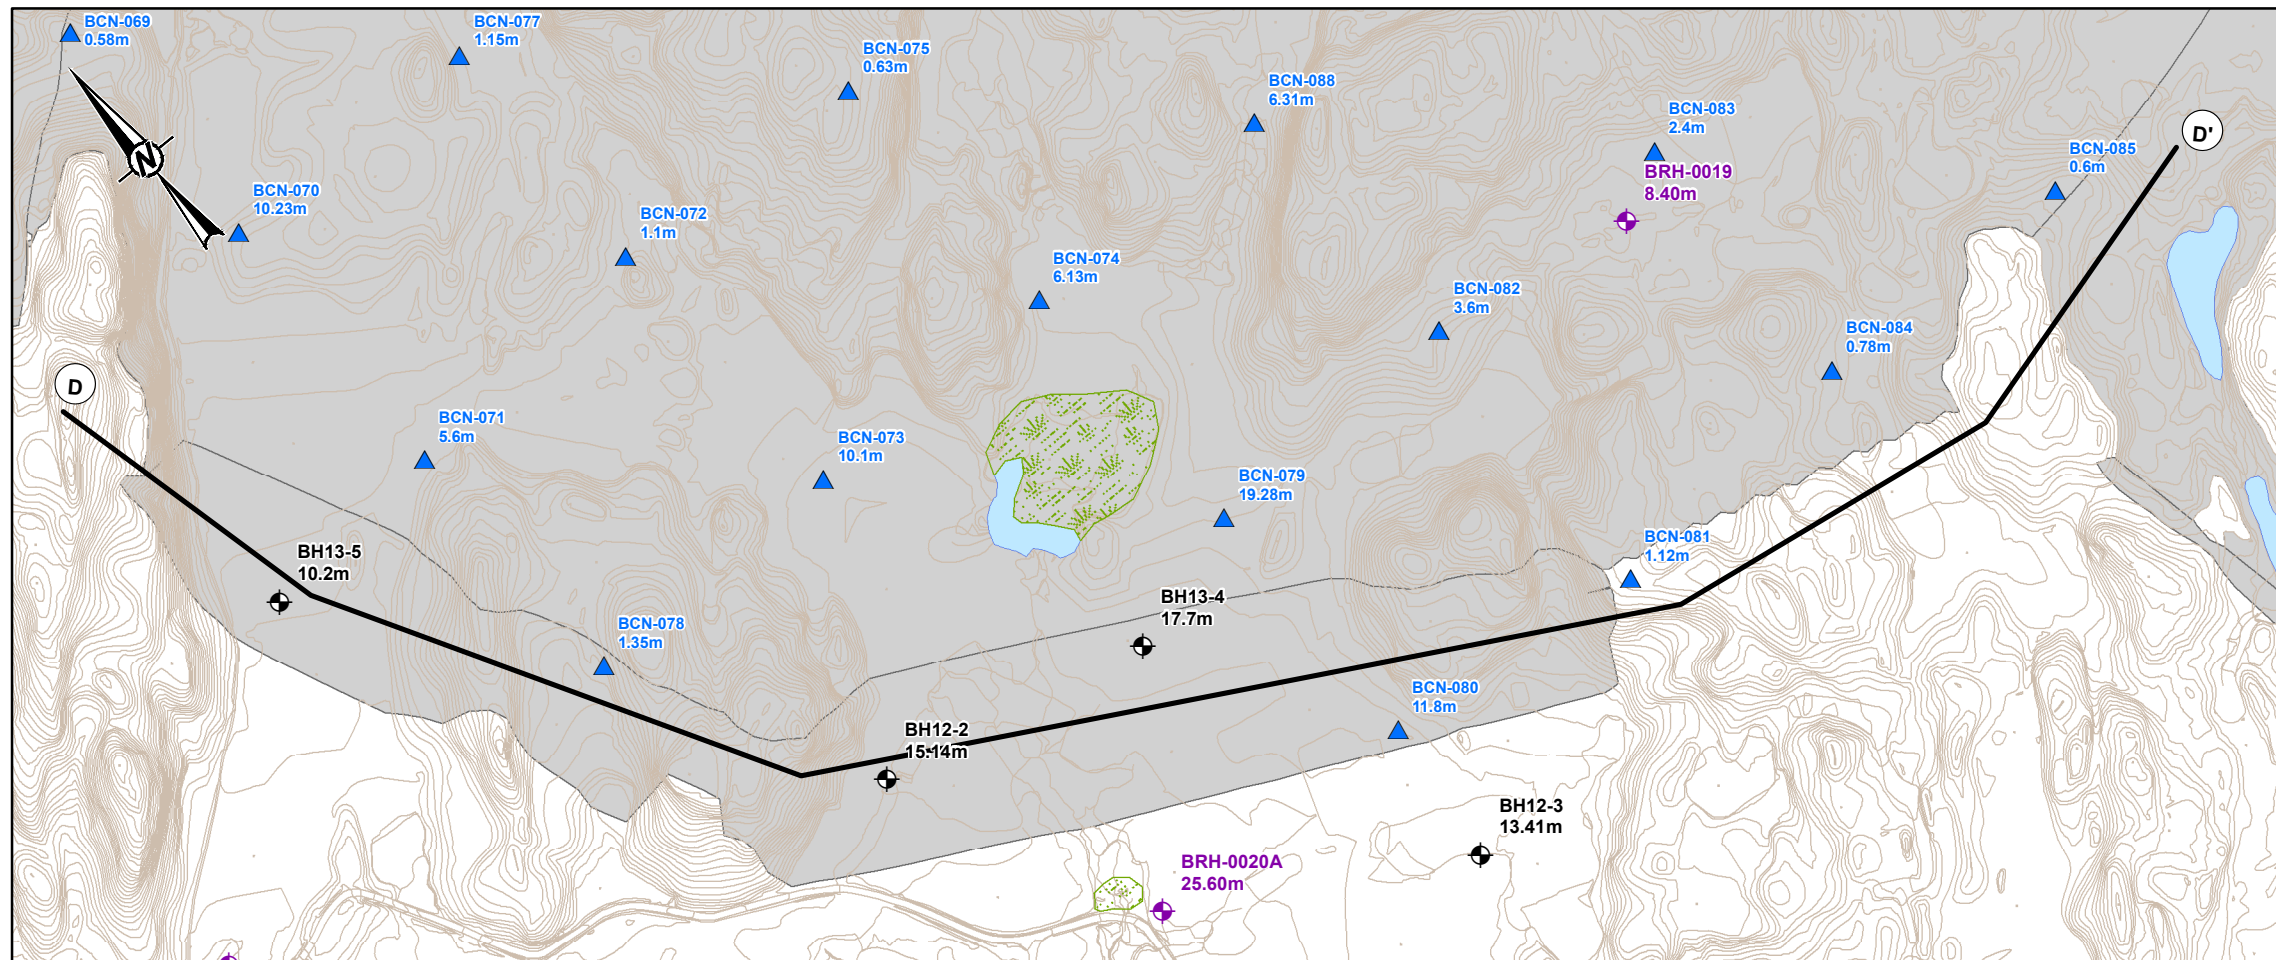 BCN-069
0.58m
BCN-077
1.15m
BCN-075
0.63m
BCN-088
6.31m
BCN-083
2.4m
BRH-0019
8.40m
D'
BCN-085
0.6m
N
BCN-070
10.23m
BCN-072
1.1m
BCN-074
6.13m
BCN-082
3.6m
BCN-084
0.78m
D
BCN-071
5.6m
BCN-073
10.1m
BCN-079
19.28m
BCN-081
1.12m
BH13-5
10.2m
BCN-078
1.35m
BH13-4
17.7m
BCN-080
11.8m
BH12-2
15.14m
BH12-3
13.41m
BRH-0020A
25.60m